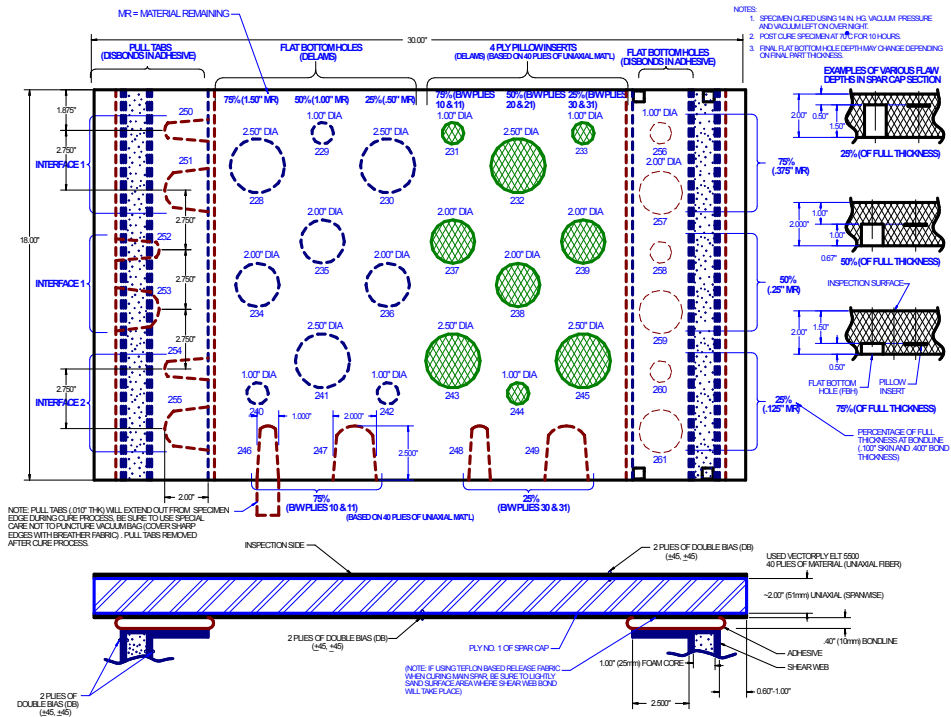 MR = MATERIAL REMAINING
NOTES:
1. SPECIMEN CURED USING 14 IN. HG. VACUUM PRESSURE
AND VACUUM LEFT ON OVER NIGHT.
2. POST CURE SPECIMEN AT 70°C FOR 10 HOURS.
3. FINAL FLAT BOTTOM HOLE DEPTH MAY CHANGE DEPENDING
ON FINAL PART THICKNESS.
30.00"
PULL TABS
(DISBONDS IN ADHESIVE)
FLAT BOTTOM HOLES
(DELAMS)
4 PLY PILLOW INSERTS
(DELAMS) (BASED ON 40 PLIES OF UNIAXIAL MAT'L)
FLAT BOTTOM HOLES
(DISBONDS IN ADHESIVE)
EXAMPLES OF VARIOUS FLAW
DEPTHS IN SPAR CAP SECTION
75% (1.50" MR)
50% (1.00" MR)
25% (.50" MR)
75% (B/W PLIES
10 & 11)
50% (B/W PLIES
20 & 21)
25% (B/W PLIES
30 & 31)
1.875"
2.750"
18.00"
INTERFACE 1
INTERFACE 1
INTERFACE 2
2.750"
250
251
252
253
254
255
2.750"
2.750"
2.750"
2.00"
2.50" DIA
228
1.00" DIA
229
2.50" DIA
230
1.00" DIA
231
2.50" DIA
232
1.00" DIA
233
2.00" DIA
234
2.00" DIA
235
2.00" DIA
236
2.00" DIA
237
2.00" DIA
238
2.00" DIA
239
1.00" DIA
240
2.50" DIA
241
1.00" DIA
242
2.50" DIA
243
1.00" DIA
244
2.50" DIA
245
1.00" DIA
256
2.00" DIA
257
258
259
260
261
75%
(.375" MR)
50%
(.25" MR)
25%
(.125" MR)
246
1.000"
247
2.000"
2.500"
248
249
75%
(B/W PLIES 10 & 11)
(BASED ON 40 PLIES OF UNIAXIAL MAT'L)
25%
(B/W PLIES 30 & 31)
2.00"
0.50"
1.50"
25% (OF FULL THICKNESS)
2.000"
1.00"
1.00"
0.67"
50% (OF FULL THICKNESS)
INSPECTION SURFACE
2.00"
1.50"
0.50"
FLAT BOTTOM
HOLE (FBH)
PILLOW
INSERT
75% (OF FULL THICKNESS)
PERCENTAGE OF FULL
THICKNESS AT BONDLINE
(.100" SKIN AND .400" BOND
THICKNESS)
NOTE: PULL TABS (.010" THK) WILL EXTEND OUT FROM SPECIMEN
EDGE DURING CURE PROCESS, BE SURE TO USE SPECIAL
CARE NOT TO PUNCTURE VACUUM BAG (COVER SHARP
EDGES WITH BREATHER FABRIC) . PULL TABS REMOVED
AFTER CURE PROCESS.
INSPECTION SIDE
2 PLIES OF DOUBLE BIAS (DB)
(±45, ±45)
USED VECTORPLY ELT 5500
40 PLIES OF MATERIAL (UNIAXIAL FIBER)
~2.00" (51mm) UNIAXIAL (SPANWISE)
2 PLIES OF DOUBLE BIAS (DB)
(±45, ±45)
PLY NO. 1 OF SPAR CAP
.40" (10mm) BONDLINE
ADHESIVE
SHEAR WEB
(NOTE: IF USING TEFLON BASED RELEASE FABRIC
WHEN CURING MAIN SPAR, BE SURE TO LIGHTLY
SAND SURFACE AREA WHERE SHEAR WEB BOND
WILL TAKE PLACE)
1.00" (25mm) FOAM CORE
2.500"
0.60"-1.00"
2 PLIES OF
DOUBLE BIAS (DB)
(±45, ±45)